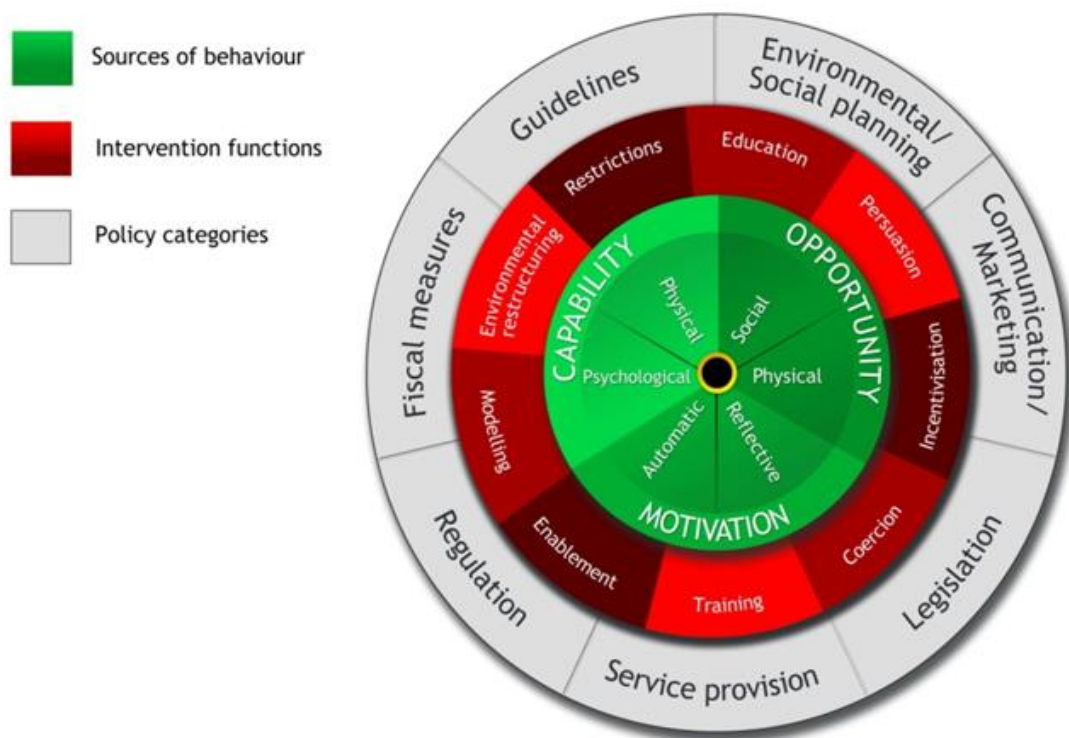 Sources of behaviour
Intervention functions
Policy categories
Guidelines
Environmental/
Social planning
Communication/
Marketing
Legislation
Service provision
Regulation
Fiscal measures
Restrictions
Education
Persuasion
Incentivisation
Coercion
Training
Enablement
Modelling
Environmental
restructuring
CAPABILITY
OPPORTUNITY
MOTIVATION
Physical
Social
Psychological
Physical
Automatic
Reflective